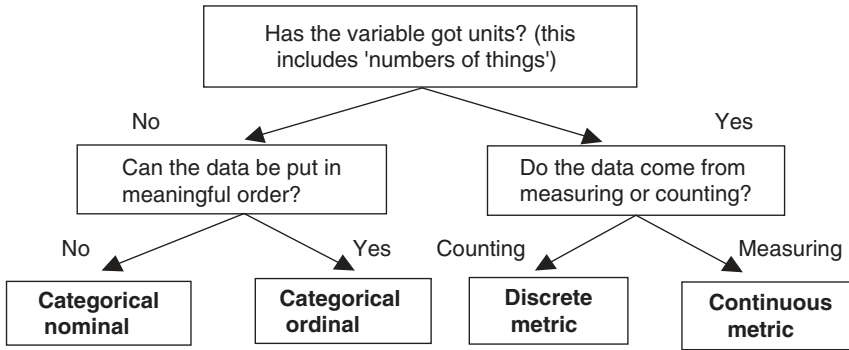 Has the variable got units? (this
includes 'numbers of things')
No
Yes
Can the data be put in
meaningful order?
Do the data come from
measuring or counting?
No
Yes
Counting
Measuring
Categorical
nominal
Categorical
ordinal
Discrete
metric
Continuous
metric